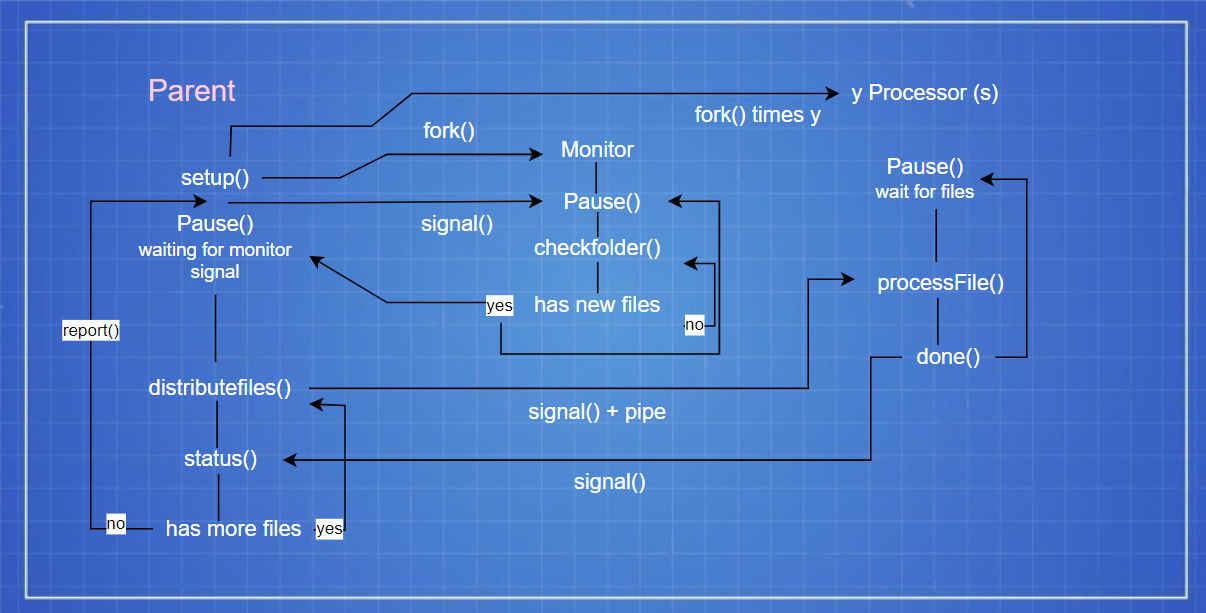 Parent
y Processor (s)
fork() times y
fork()
Monitor
setup()
Pause()
wait for files
Pause()
signal()
Pause()
waiting for monitor
signal
checkfolder()
processFile()
yes
has new files
no
report()
done()
distributefiles()
signal() + pipe
status()
signal()
no
has more files
yes